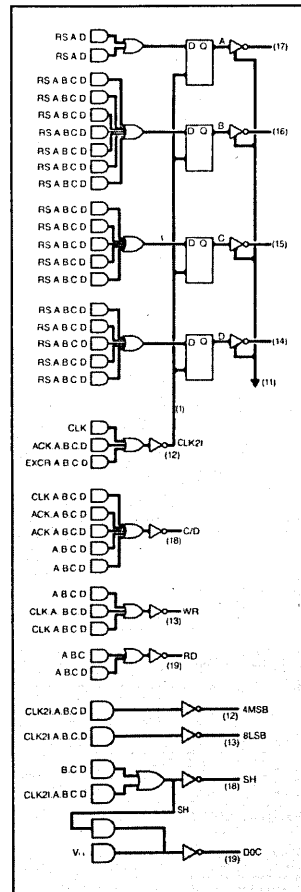 RS A D
RS A D
A
D Q
(17)
RS A B C D
RS A B C D
RS A B C D
RS A B C D
RS A B C D
RS A B C D
RS A B C D
B
D Q
(16)
RS A B C D
RS A B C D
RS A B C D
RS A B C D
RS A B C D
C
D Q
(15)
RS A B C D
RS A B C D
RS A B C D
RS A B C D
RS A B C D
D
D Q
(14)
(11)
(1)
CLK
ACK A,B,C,D
EXCR A B C D
CLK2I
(12)
CLK A B C D
ACK A B C D
ACK A B C D
A B C D
A B C D
C/D
(18)
A B C D
CLK A B C D
CLK A B C D
WR
(13)
A B C
A B C D
RD
(19)
CLK2I A,B,C,D
4MSB
(12)
CLK2I A B C D
8LSB
(13)
B,C,D
CLK2I A,B,C,D
SH
(18)
SH
DOC
(19)